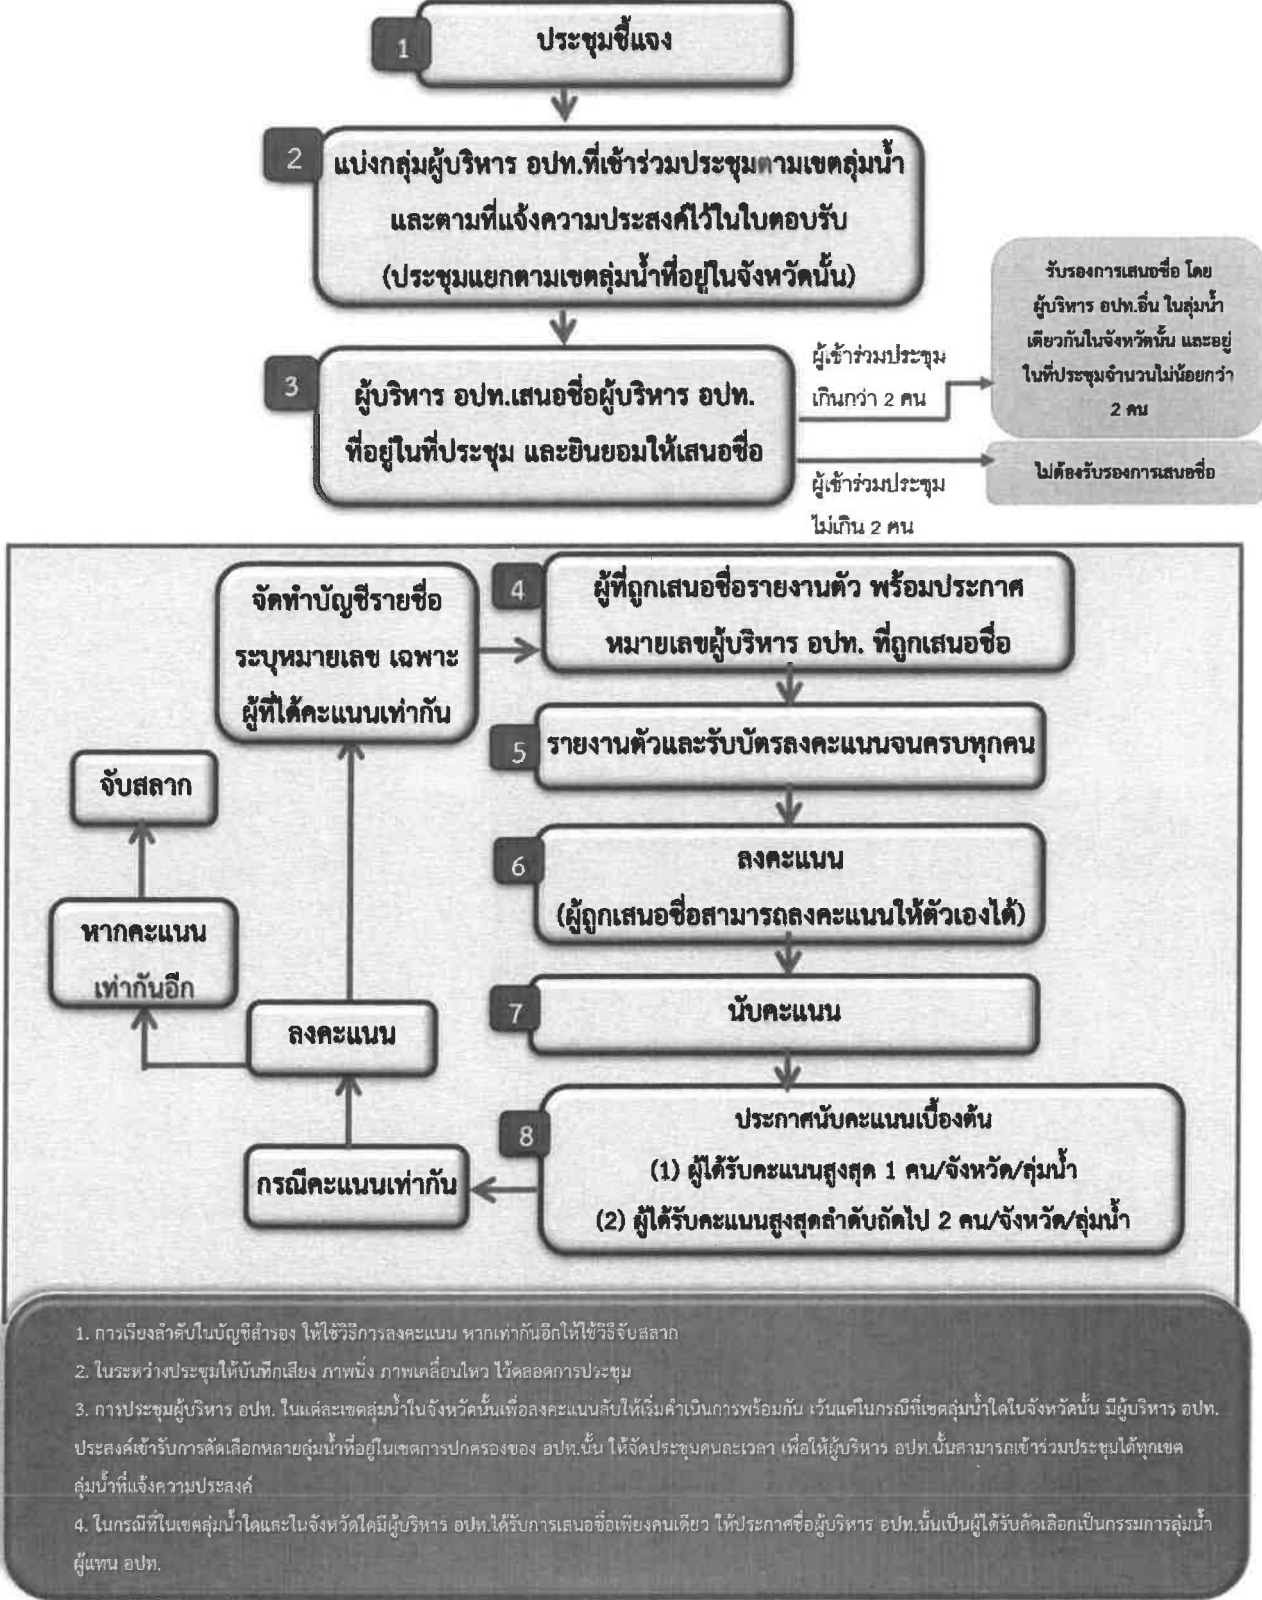 1
ประชุมชี้แจง
2
แบ่งกลุ่มผู้บริหาร อปท.ที่เข้าร่วมประชุมตามเขตลุ่มน้ำ
และตามที่แจ้งความประสงค์ไว้ในใบตอบรับ
(ประชุมแยกตามเขตลุ่มน้ำที่อยู่ในจังหวัดนั้น)
3
ผู้บริหาร อปท.เสนอชื่อผู้บริหาร อปท.
ที่อยู่ในที่ประชุม และยินยอมให้เสนอชื่อ
ผู้เข้าร่วมประชุม
เกินกว่า 2 คน
รับรองการเสนอชื่อ โดย
ผู้บริหาร อปท.อื่น ในลุ่มน้ำ
เดียวกันในจังหวัดนั้น และอยู่
ในที่ประชุมจำนวนไม่น้อยกว่า
2 คน
ผู้เข้าร่วมประชุม
ไม่เกิน 2 คน
ไม่ต้องรับรองการเสนอชื่อ
4
ผู้ที่ถูกเสนอชื่อรายงานตัว พร้อมประกาศ
หมายเลขผู้บริหาร อปท. ที่ถูกเสนอชื่อ
5
รายงานตัวและรับบัตรลงคะแนนจนครบทุกคน
6
ลงคะแนน
(ผู้ถูกเสนอชื่อสามารถลงคะแนนให้ตัวเองได้)
7
นับคะแนน
8
ประกาศนับคะแนนเบื้องต้น
(1) ผู้ได้รับคะแนนสูงสุด 1 คน/จังหวัด/ลุ่มน้ำ
(2) ผู้ได้รับคะแนนสูงสุดลำดับถัดไป 2 คน/จังหวัด/ลุ่มน้ำ
กรณีคะแนนเท่ากัน
ลงคะแนน
จัดทำบัญชีรายชื่อ
ระบุหมายเลข เฉพาะ
ผู้ที่ได้คะแนนเท่ากัน
หากคะแนน
เท่ากันอีก
จับสลาก
1. การเรียงลำดับในบัญชีสำรอง ให้ใช้วิธีการลงคะแนน หากเท่ากันอีกให้ใช้วิธีจับสลาก
2. ในระหว่างประชุมให้บันทึกเสียง ภาพนิ่ง ภาพเคลื่อนไหว ไว้ตลอดการประชุม
3. การประชุมผู้บริหาร อปท. ในแต่ละเขตลุ่มน้ำในจังหวัดนั้นเพื่อลงคะแนนลับให้เริ่มดำเนินการพร้อมกัน เว้นแต่ในกรณีที่เขตลุ่มน้ำใดในจังหวัดนั้น มีผู้บริหาร อปท.
ประสงค์เข้ารับการคัดเลือกหลายลุ่มน้ำที่อยู่ในเขตการปกครองของ อปท.นั้น ให้จัดประชุมคนละเวลา เพื่อให้ผู้บริหาร อปท.นั้นสามารถเข้าร่วมประชุมได้ทุกเขต
ลุ่มน้ำที่แจ้งความประสงค์
4. ในกรณีที่ในเขตลุ่มน้ำใดและในจังหวัดใดมีผู้บริหาร อปท.ได้รับการเสนอชื่อเพียงคนเดียว ให้ประกาศชื่อผู้บริหาร อปท.นั้นเป็นผู้ได้รับคัดเลือกเป็นกรรมการลุ่มน้ำ
ผู้แทน อปท.